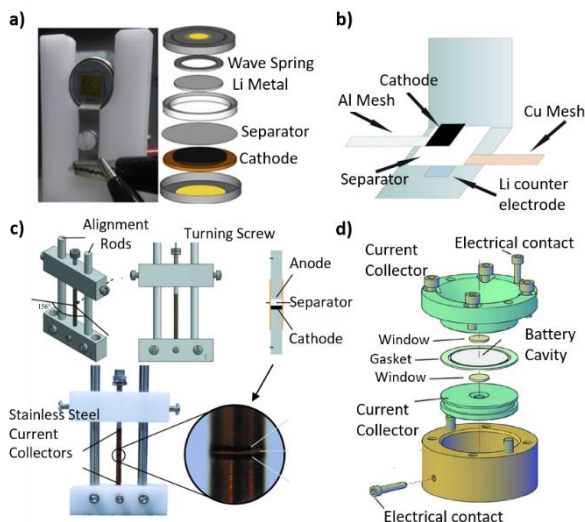 a)
Wave Spring
Li Metal
Separator
Cathode
b)
Cathode
Al Mesh
Cu Mesh
Separator
Li counter
electrode
c)
Alignment
Rods
Turning Screw
156°
Anode
Separator
Cathode
Stainless Steel
Current
Collectors
d)
Electrical contact
Current
Collector
Window
Gasket
Window
Battery
Cavity
Current
Collector
Electrical contact